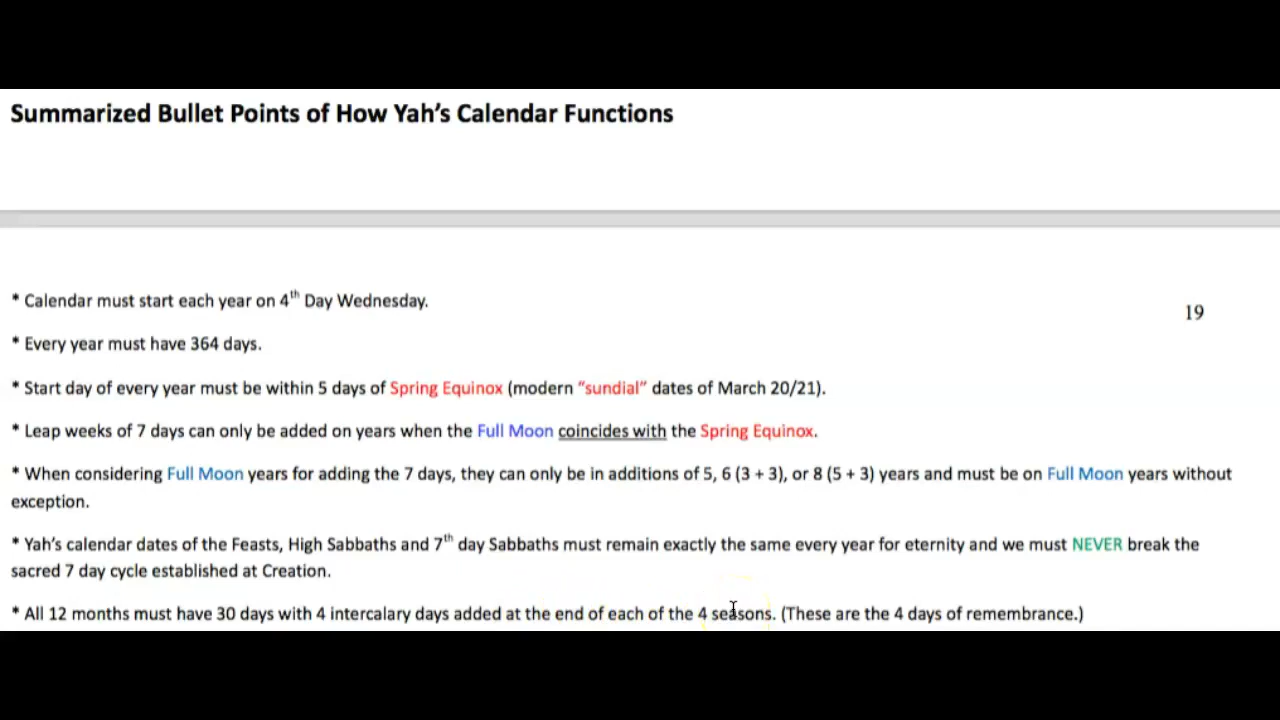 Summarized Bullet Points of How Yah's Calendar Functions
* Calendar must start each year on 4th Day Wednesday.
19
* Every year must have 364 days.
* Start day of every year must be within 5 days of Spring Equinox (modern “sundial” dates of March 20/21).
* Leap weeks of 7 days can only be added on years when the Full Moon coincides with the Spring Equinox.
* When considering Full Moon years for adding the 7 days, they can only be in additions of 5, 6 (3 + 3), or 8 (5 + 3) years and must be on Full Moon years without
exception.
* Yah's calendar dates of the Feasts, High Sabbaths and 7th day Sabbaths must remain exactly the same every year for eternity and we must NEVER break the
sacred 7 day cycle established at Creation.
* All 12 months must have 30 days with 4 intercalary days added at the end of each of the 4 seasons. (These are the 4 days of remembrance.)